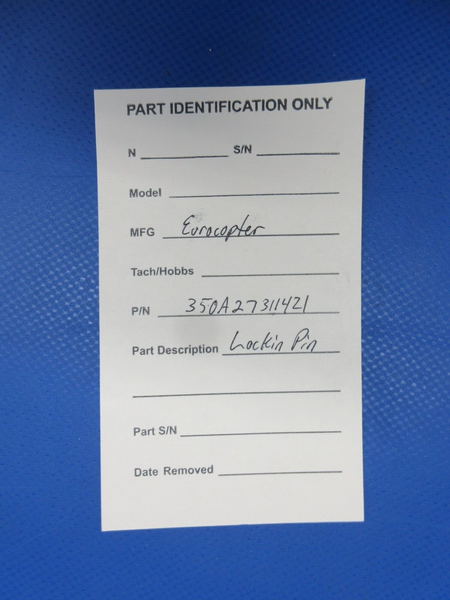 PART IDENTIFICATION ONLY
N S/N
Model
MFG Eurocopter
Tach/Hobbs
P/N 350A27311421
Part Description Lockin Pin
Part S/N
Date Removed